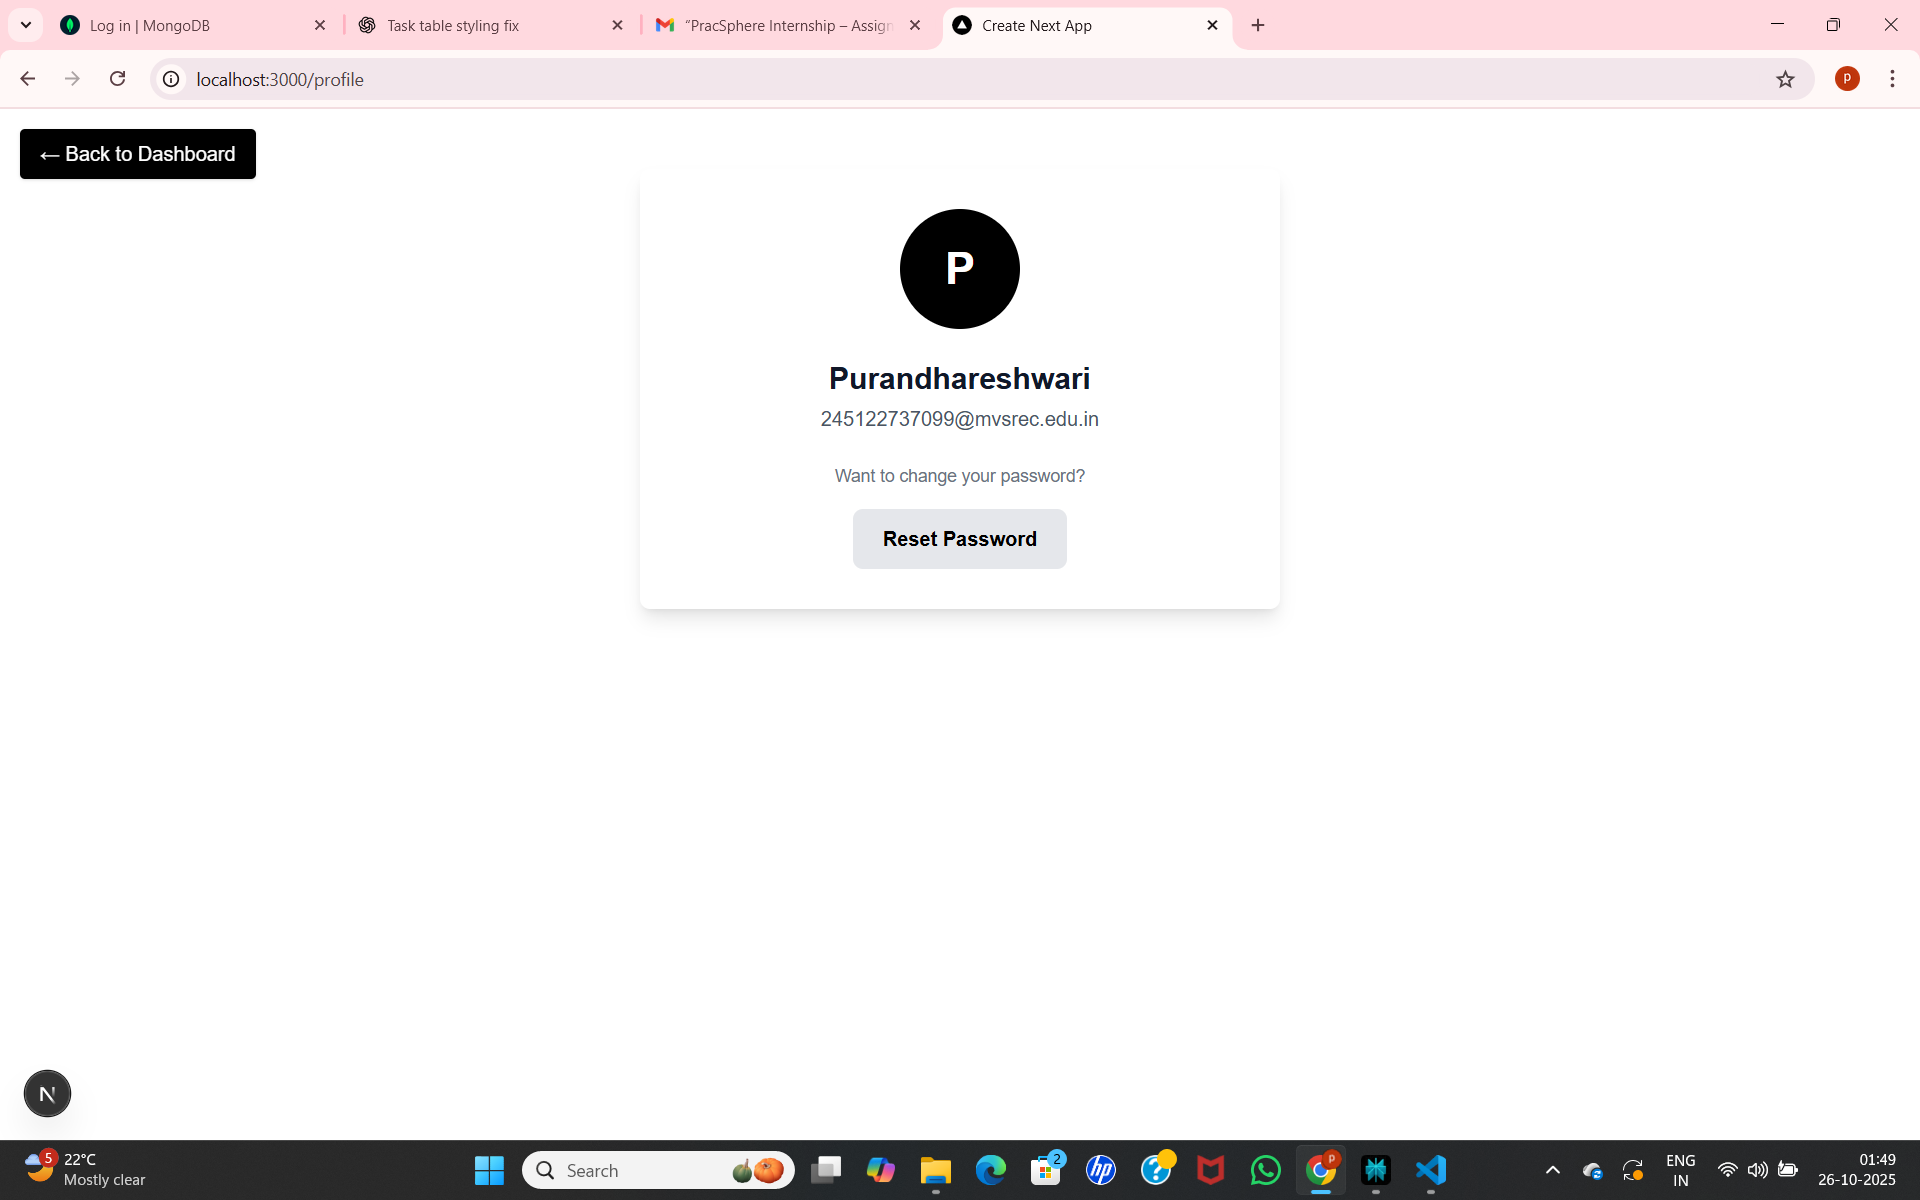 Log in | MongoDB
Task table styling fix
“PracSphere Internship – Assign
Create Next App
localhost:3000/profile
P
← Back to Dashboard
P
Purandhareshwari
245122737099@mvsrec.edu.in
Want to change your password?
Reset Password
N
5
22°C
Mostly clear
Search
2
hp
?
P
ENG
IN
01:49
26-10-2025